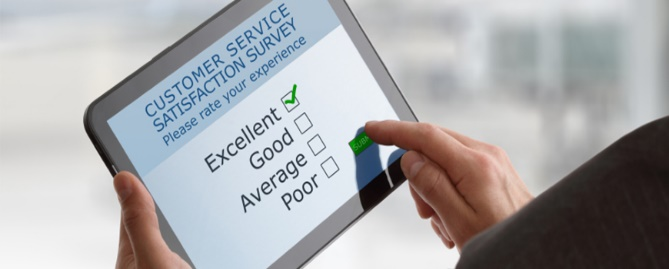 CUSTOMER SERVICE
SATISFACTION SURVEY
Please rate your experience
Excellent
Good
Average
Poor